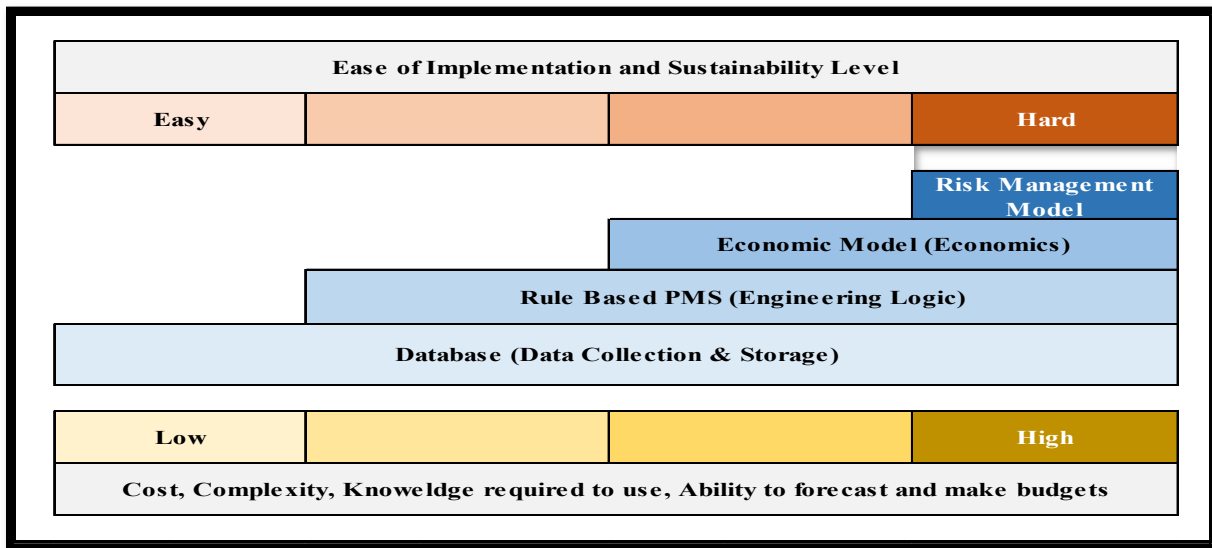 Ease of Implementation and Sustainability Level
Easy
Hard
Risk Management
Model
Economic Model (Economics)
Rule Based PMS (Engineering Logic)
Database (Data Collection & Storage)
Low
High
Cost, Complexity, Knoweldge required to use, Ability to forecast and make budgets